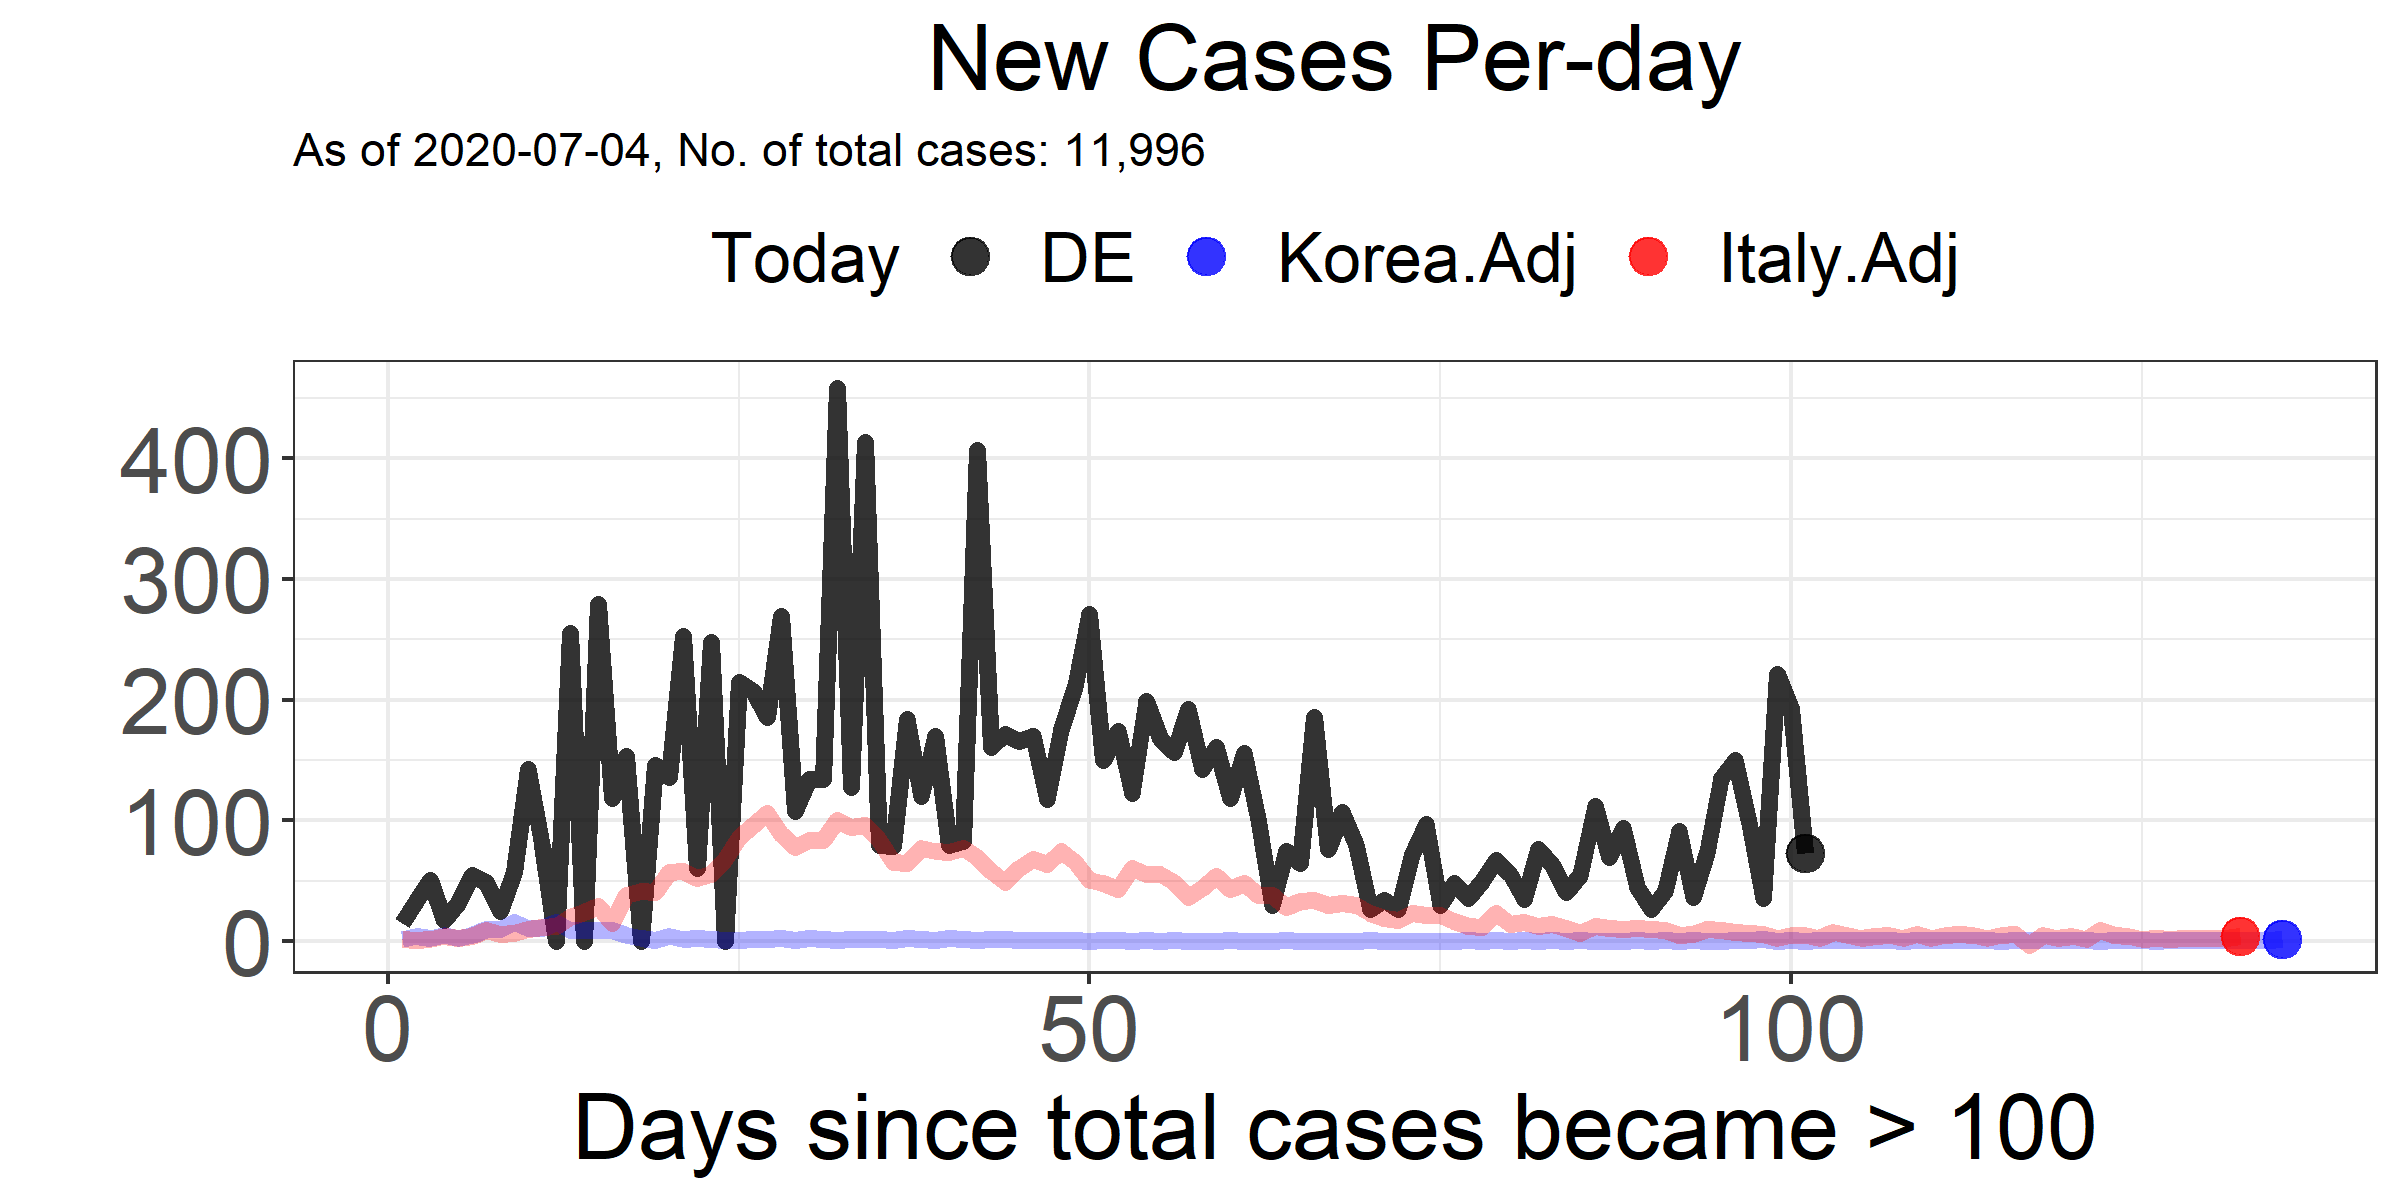 New Cases Per-day
As of 2020-07-04, No. of total cases: 11,996
Today DE Korea.Adj Italy.Adj
400
300
200
100
0
0 50 100
Days since total cases became > 100